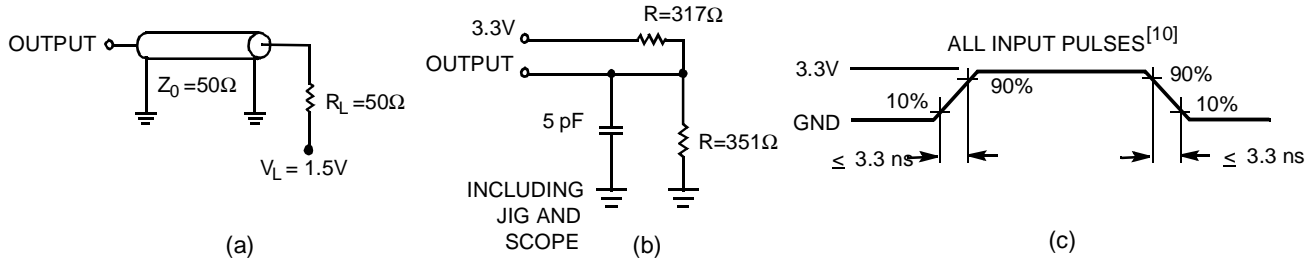 OUTPUT
Z0 =50Ω
RL =50Ω
VL = 1.5V
(a)
R=317Ω
3.3V
OUTPUT
5 pF
R=351Ω
INCLUDING
JIG AND
SCOPE
(b)
ALL INPUT PULSES[10]
3.3V
GND
10%
90%
90%
10%
≤ 3.3 ns
≤ 3.3 ns
(c)